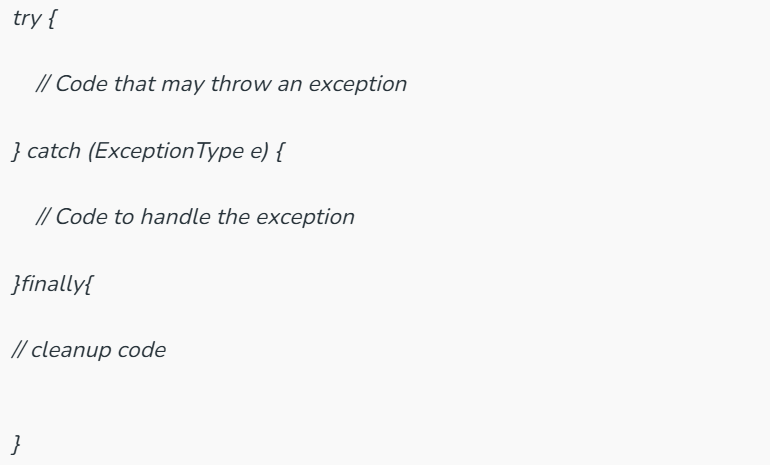 try {
// Code that may throw an exception
} catch (ExceptionType e) {
// Code to handle the exception
}finally{
// cleanup code
}